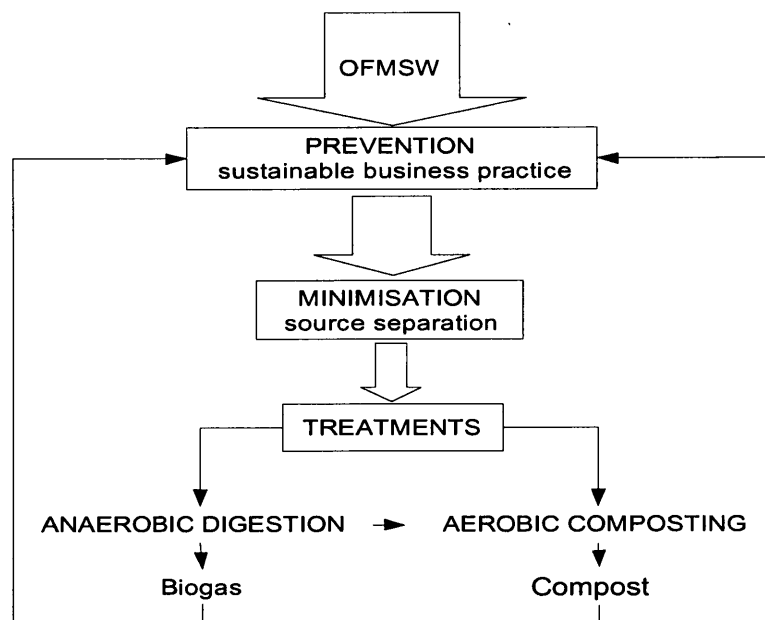 OFMSW
PREVENTION
sustainable business practice
MINIMISATION
source separation
TREATMENTS
ANAEROBIC DIGESTION
AEROBIC COMPOSTING
Biogas
Compost